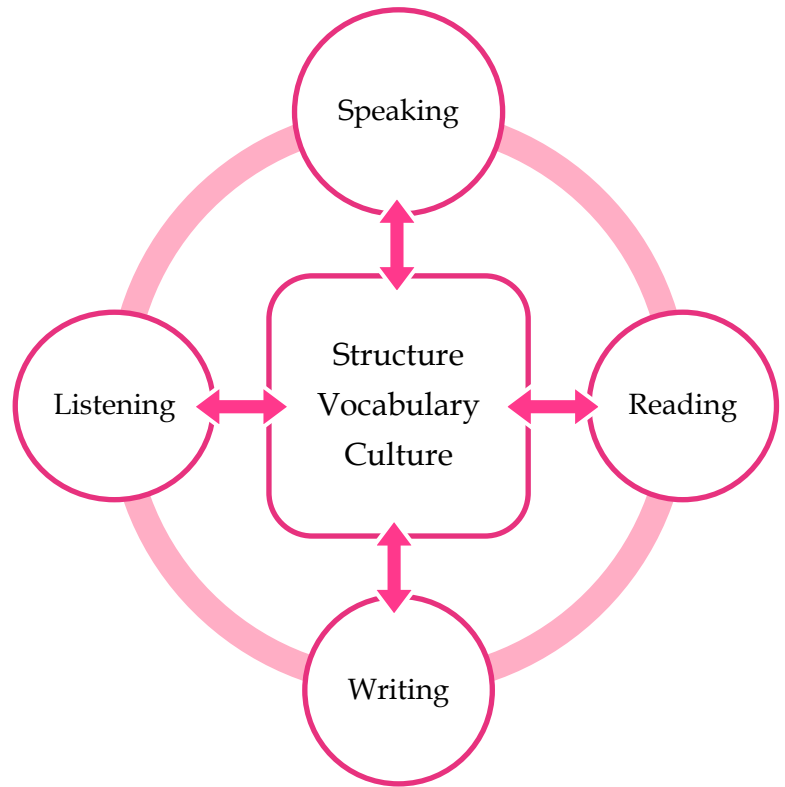 Speaking
Structure
Vocabulary
Culture
Listening
Reading
Writing